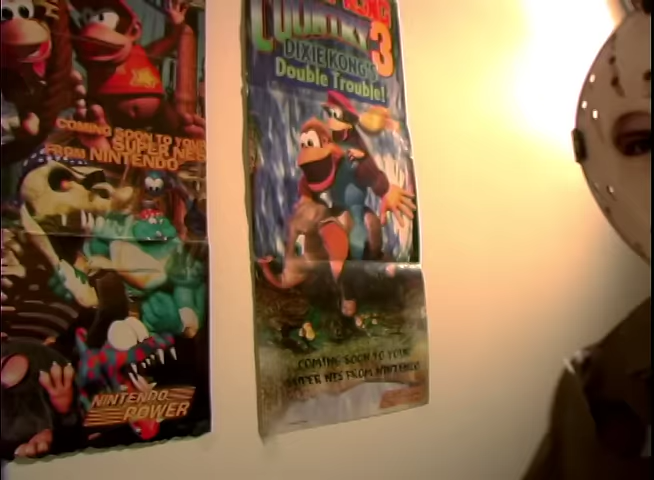 COMING SOON TO YOUR
SUPER NES
FROM NINTENDO
NINTENDO
POWER
COUNTRY
3
DIXIE KONG'S
Double Trouble!
COMING SOON TO YOUR
SUPER NES FROM NINTENDO